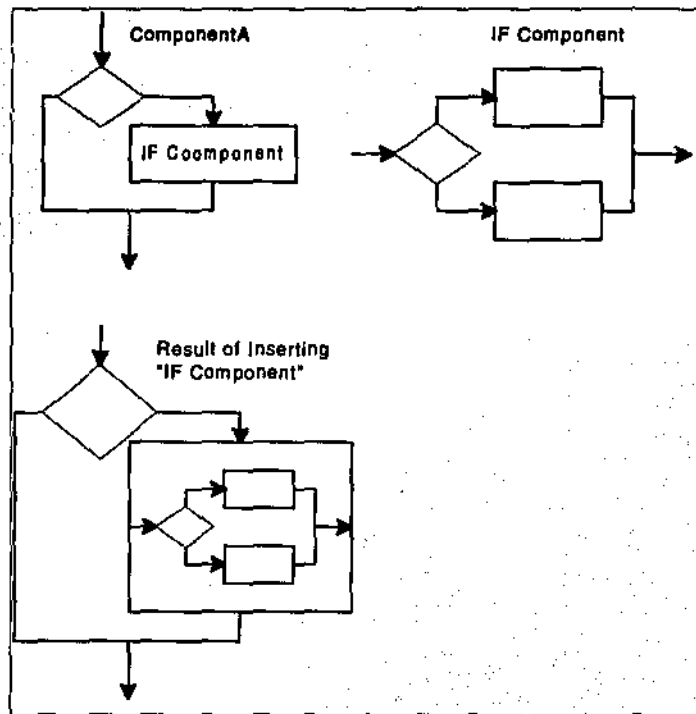 ComponentA
IF Component
IF Coomponent
Result of Inserting
"IF Component"